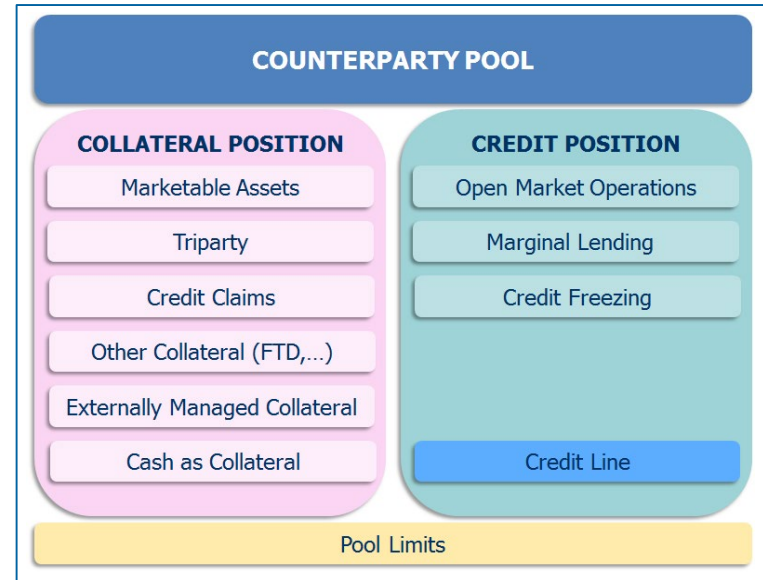 COUNTERPARTY POOL
COLLATERAL POSITION
Marketable Assets
Triparty
Credit Claims
Other Collateral (FTD,...)
Externally Managed Collateral
Cash as Collateral
CREDIT POSITION
Open Market Operations
Marginal Lending
Credit Freezing
Credit Line
Pool Limits